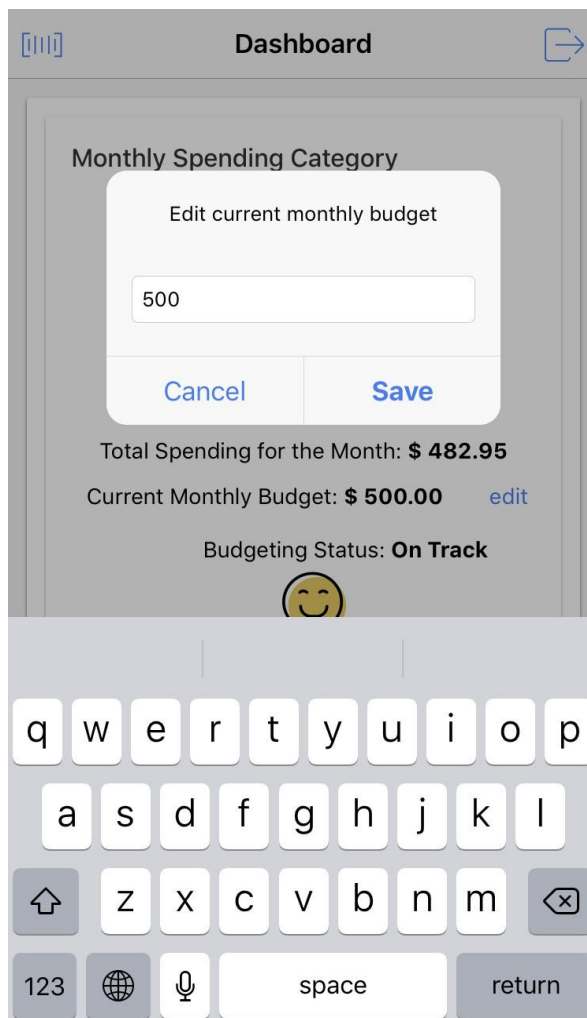 Dashboard
Monthly Spending Category
Edit current monthly budget
500
Cancel Save
Total Spending for the Month: $ 482.95
Current Monthly Budget: $ 500.00 edit
Budgeting Status: On Track
q w e r t y u i o p
a s d f g h j k l
z x c v b n m
123 space return